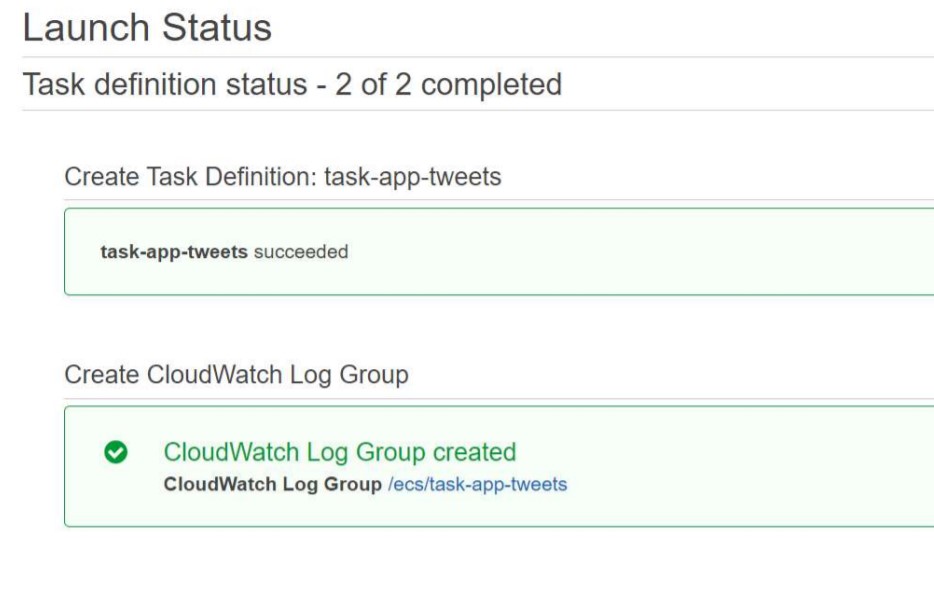 Launch Status
Task definition status - 2 of 2 completed
Create Task Definition: task-app-tweets
task-app-tweets succeeded
Create CloudWatch Log Group
CloudWatch Log Group created
CloudWatch Log Group /ecs/task-app-tweets